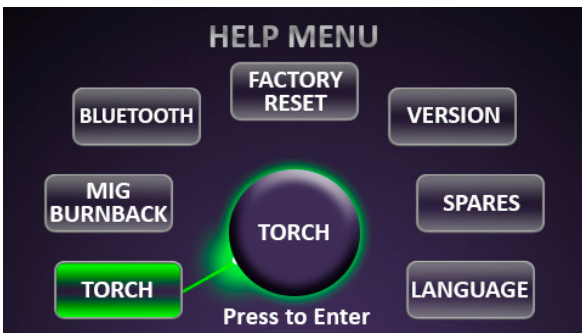 HELP MENU
FACTORY
RESET
BLUETOOTH
VERSION
MIG
BURNBACK
SPARES
TORCH
TORCH
LANGUAGE
Press to Enter